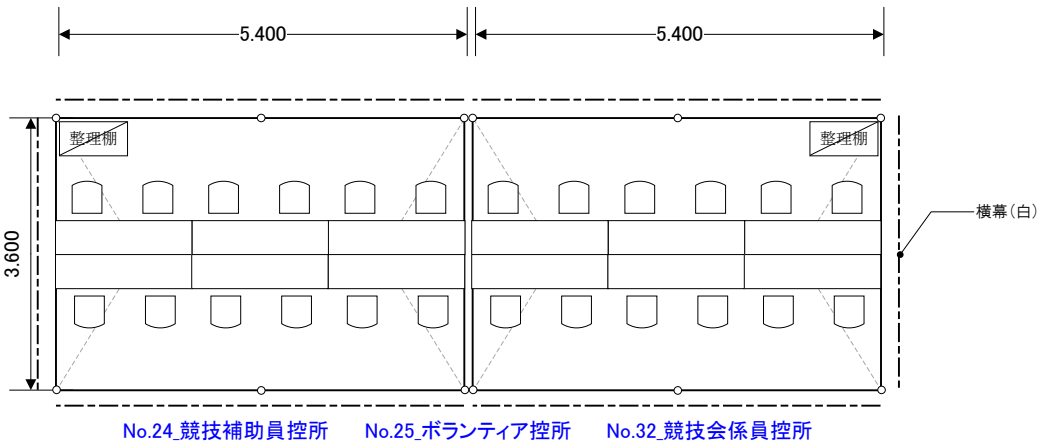 5.400 5.400
整理棚 整理棚
横幕(白)
3.600
No.24_競技補助員控所 No.25_ボランティア控所 No.32_競技会係員控所